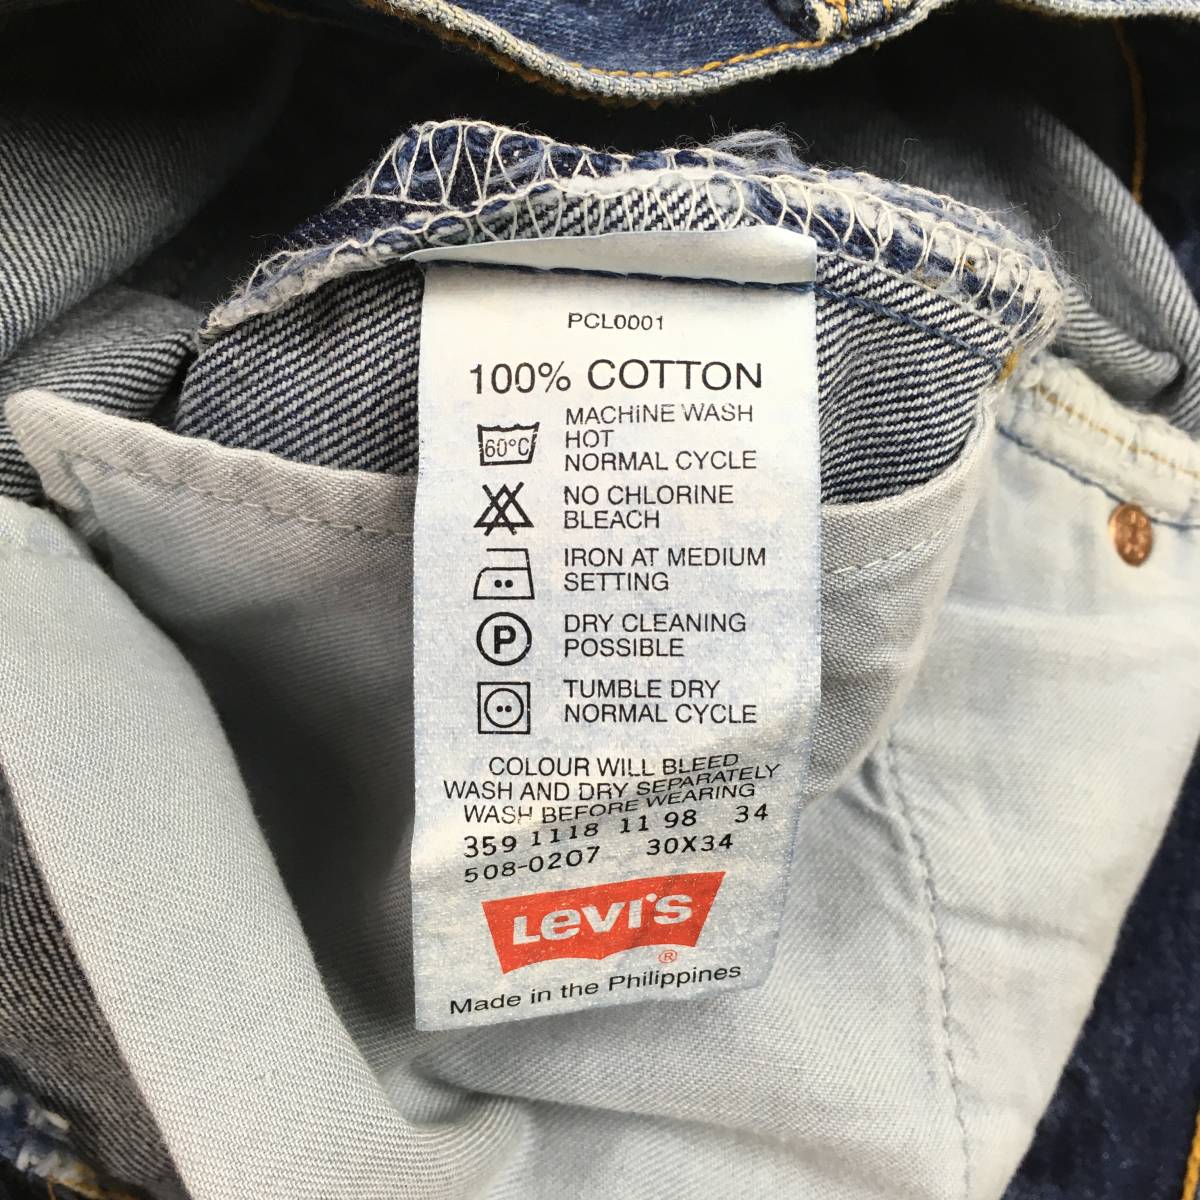 PCL0001
100% COTTON
60°C
MACHINE WASH
HOT
NORMAL CYCLE
NO CHLORINE
BLEACH
IRON AT MEDIUM
SETTING
P
DRY CLEANING
POSSIBLE
TUMBLE DRY
NORMAL CYCLE
COLOUR WILL BLEED
WASH AND DRY SEPARATELY
WASH BEFORE WEARING
359 1118 11 98 34
508-0207 30X34
Levi's
®
Made in the Philippines